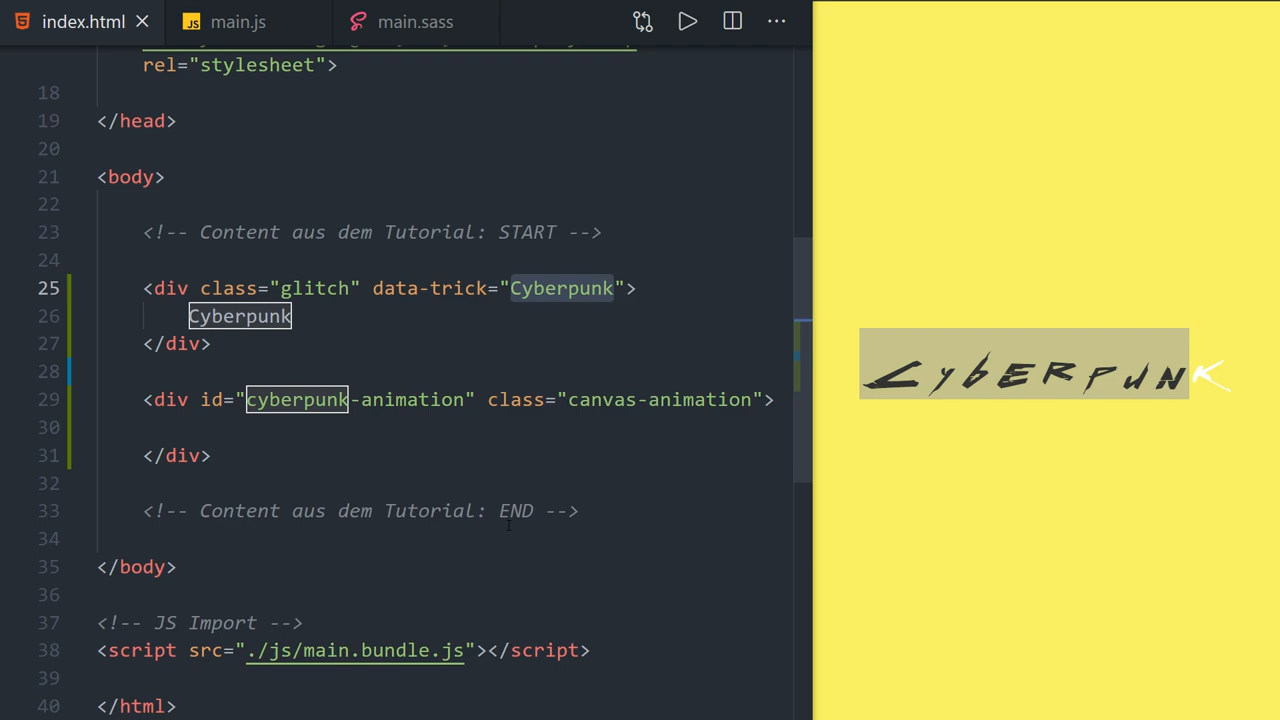 index.html
main.js
main.sass
rel="stylesheet">
18
19 </head>
20
21 <body>
22
23 <!-- Content aus dem Tutorial: START -->
24
25 <div class="glitch" data-trick="Cyberpunk">
26 Cyberpunk
27 </div>
28
29 <div id="cyberpunk-animation" class="canvas-animation">
30
31 </div>
32
33 <!-- Content aus dem Tutorial: END -->
34
35 </body>
36
37 <!-- JS Import -->
38 <script src="./js/main.bundle.js"></script>
39
40 </html>
Cyberpunk